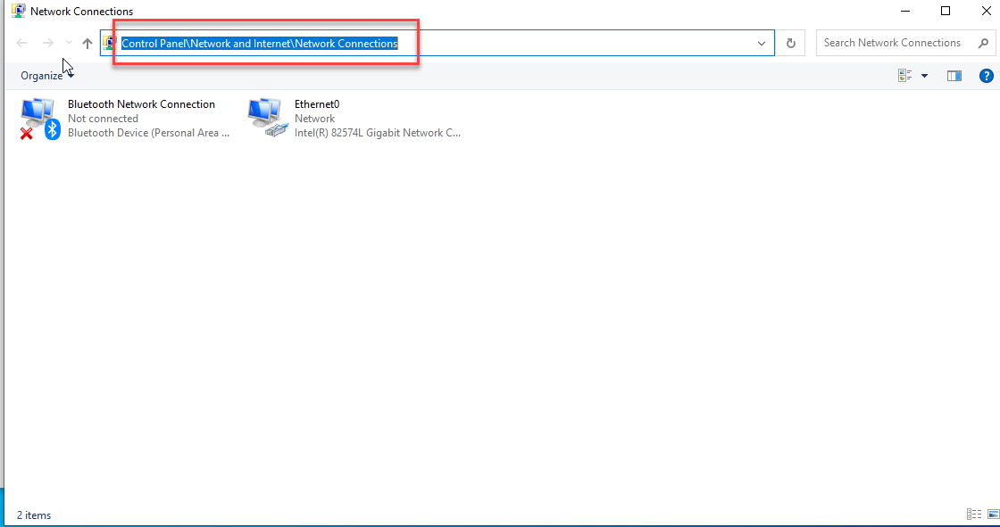 Network Connections
Control Panel\Network and Internet\Network Connections
Search Network Connections
Organize
Bluetooth Network Connection
Not connected
Bluetooth Device (Personal Area ...
Ethernet0
Network
Intel(R) 82574L Gigabit Network C...
2 items